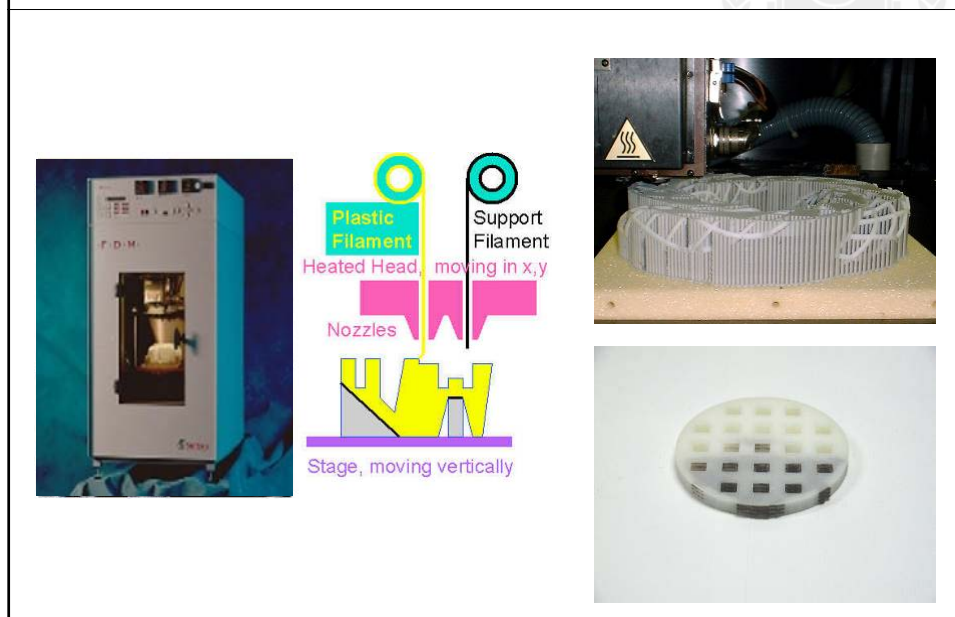 F·D·M·
Plastic
Filament
Support
Filament
Heated Head, moving in x,y
Nozzles
Stage, moving vertically